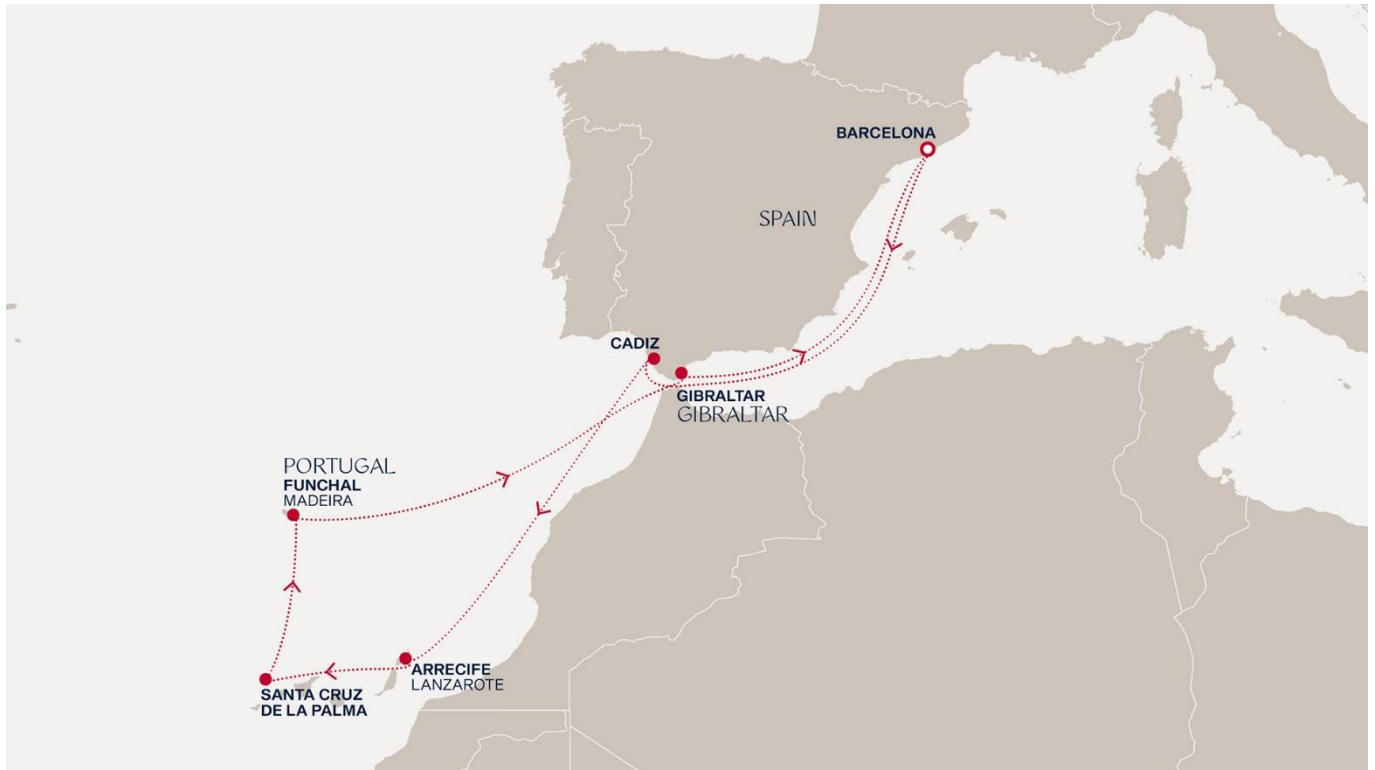 BARCELONA
SPAIN
CADIZ
GIBRALTAR
GIBRALTAR
PORTUGAL
FUNCHAL
MADEIRA
ARRECIFE
LANZAROTE
SANTA CRUZ
DE LA PALMA